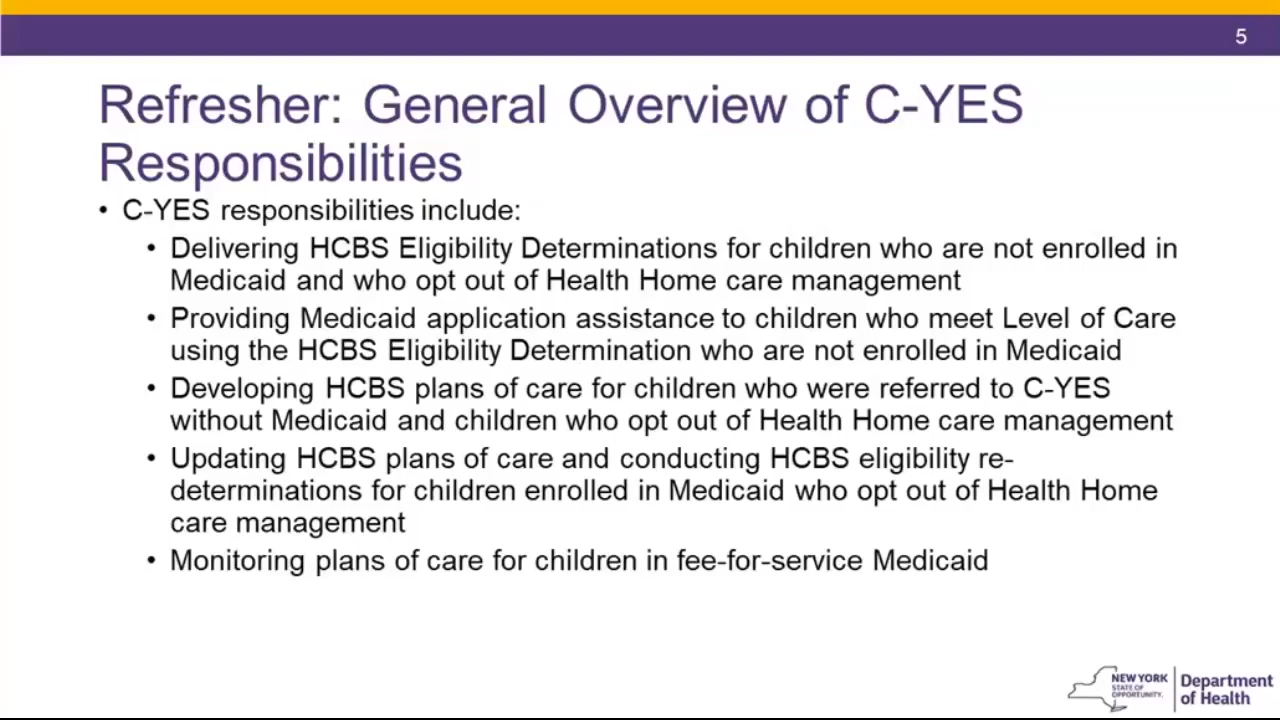 5
Refresher: General Overview of C-YES
Responsibilities
• C-YES responsibilities include:
• Delivering HCBS Eligibility Determinations for children who are not enrolled in
Medicaid and who opt out of Health Home care management
• Providing Medicaid application assistance to children who meet Level of Care
using the HCBS Eligibility Determination who are not enrolled in Medicaid
• Developing HCBS plans of care for children who were referred to C-YES
without Medicaid and children who opt out of Health Home care management
• Updating HCBS plans of care and conducting HCBS eligibility re-
determinations for children enrolled in Medicaid who opt out of Health Home
care management
• Monitoring plans of care for children in fee-for-service Medicaid
NEW YORK
STATE OF
OPPORTUNITY.
Department
of Health